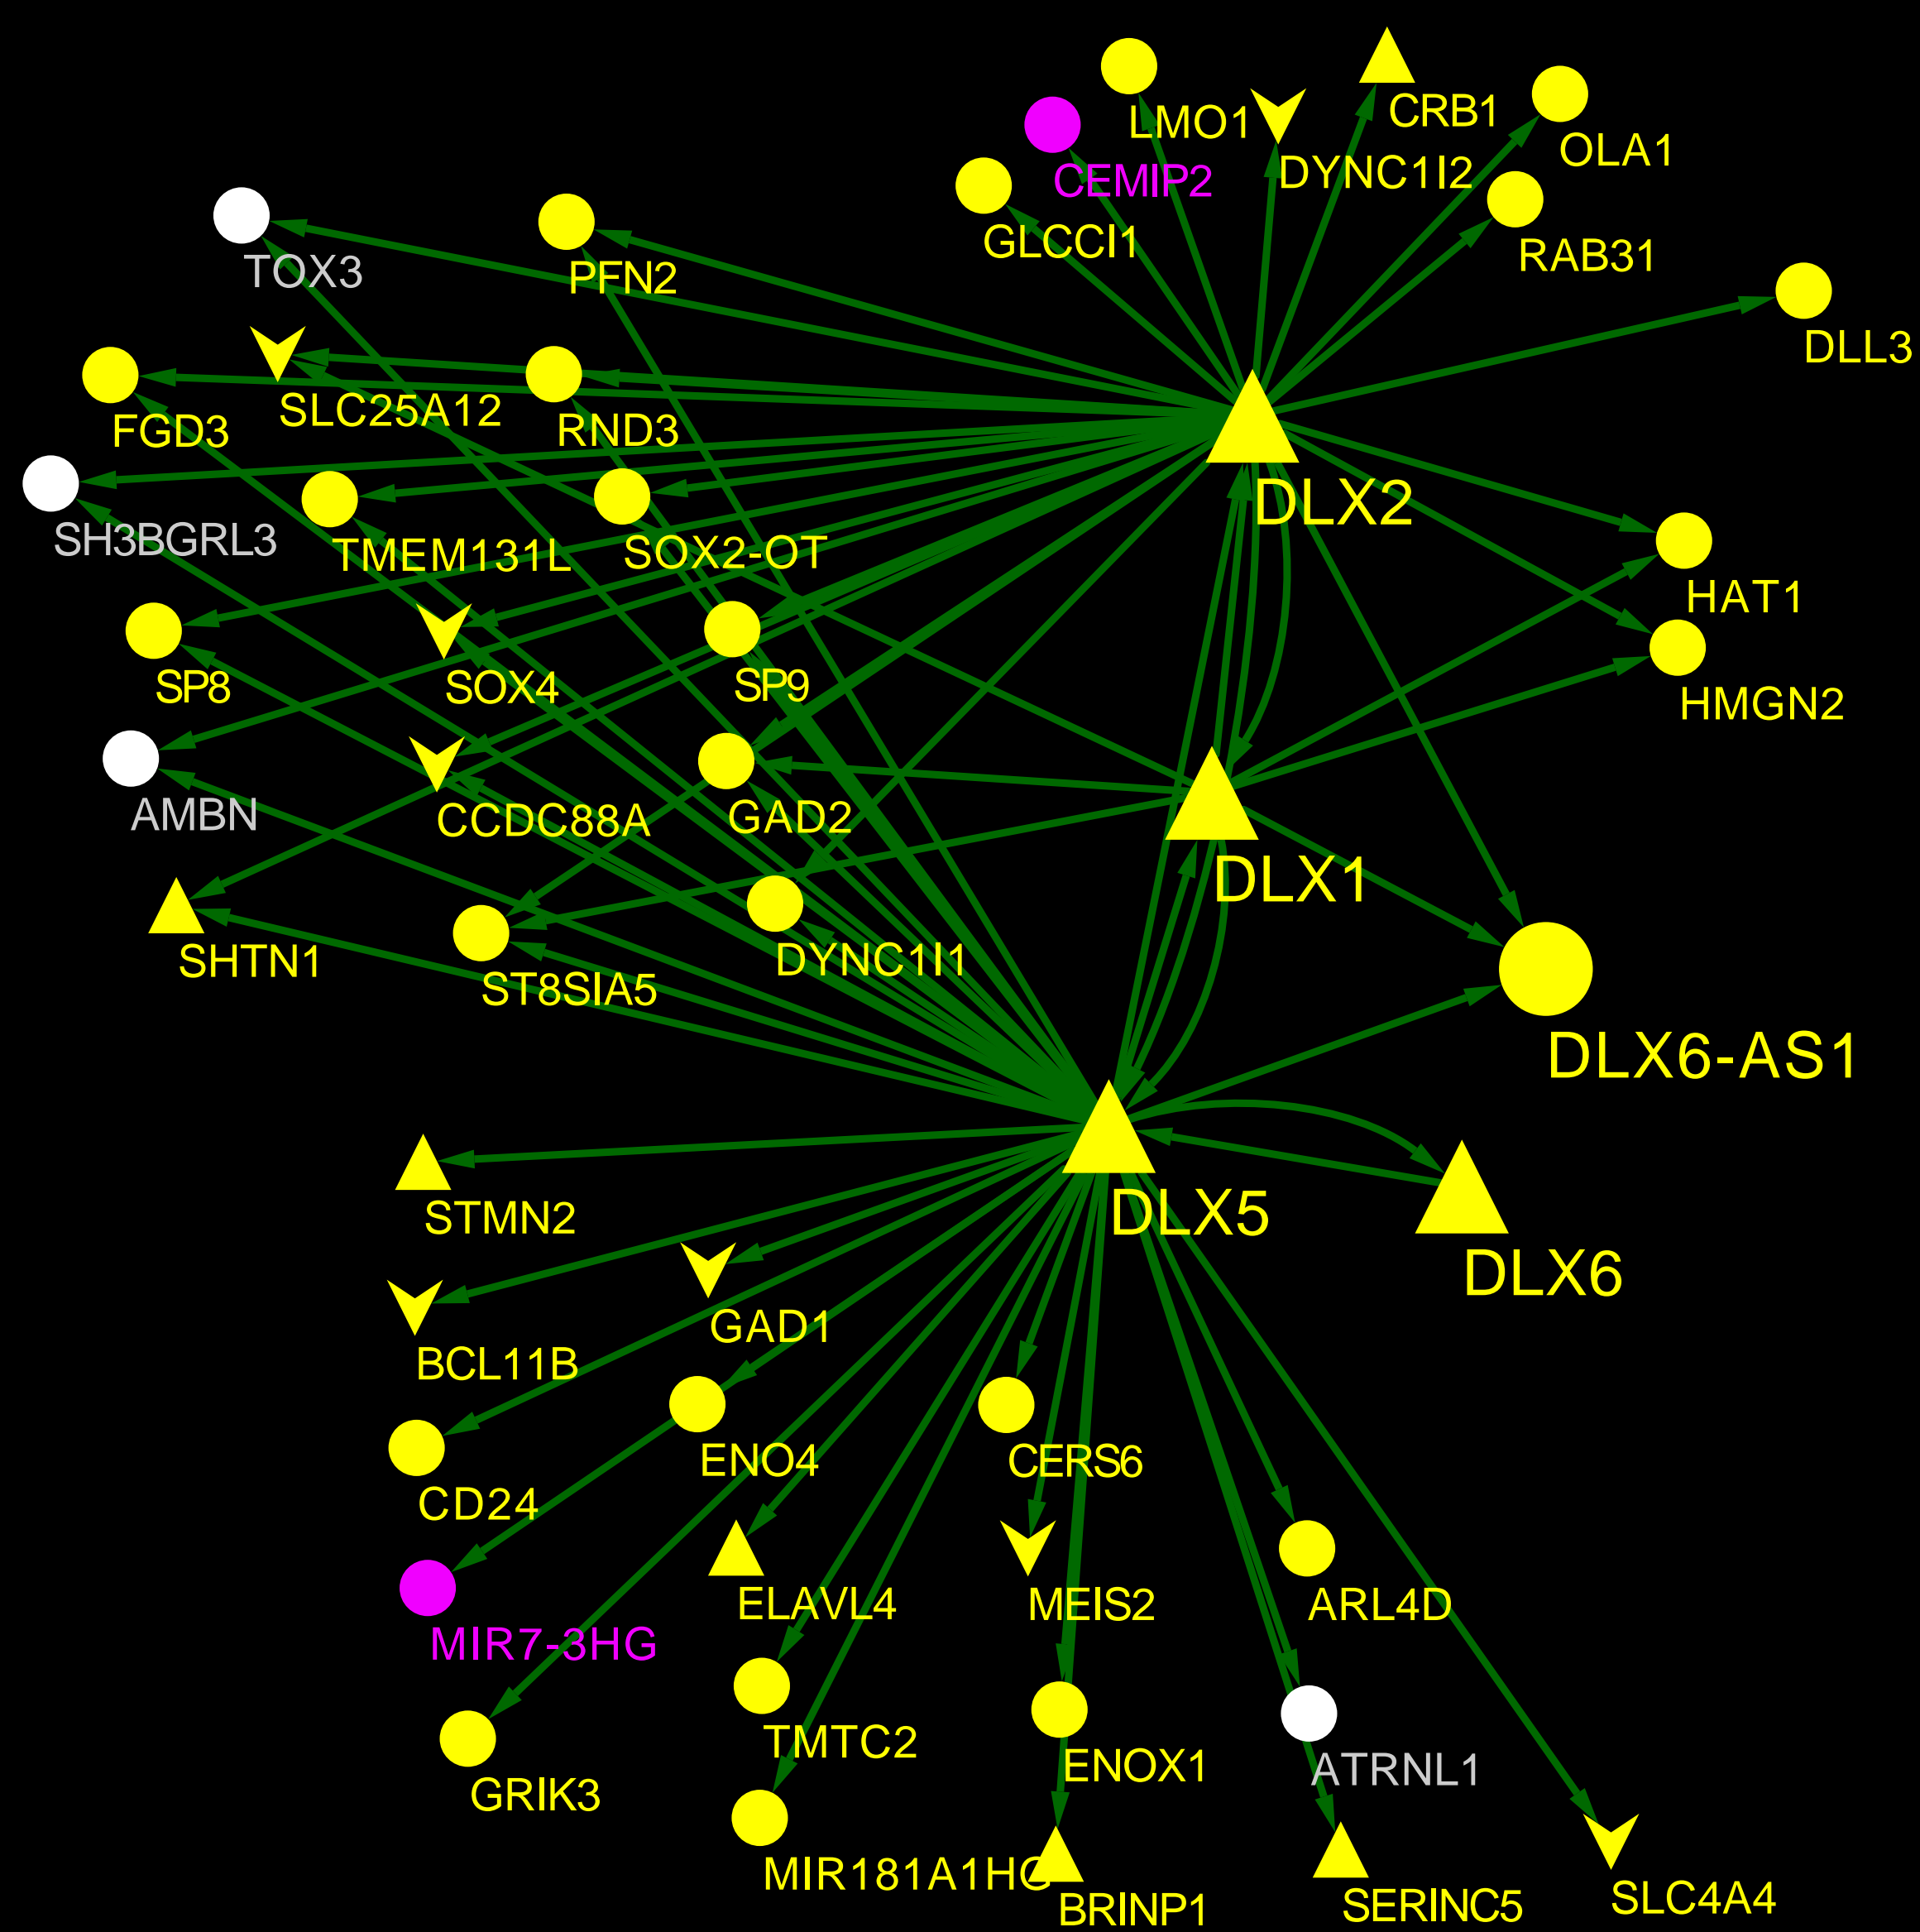 LMO1
CRB1
OLA1
CEMIP2
DYNC1I2
GLCCI1
RAB31
TOX3
PFN2
DLL3
FGD3
SLC25A12
RND3
DLX2
SH3BGRL3
TMEM131L
SOX2-OT
HAT1
SP8
SOX4
SP9
HMGN2
AMBN
CCDC88A
GAD2
DLX1
SHTN1
ST8SIA5
DYNC1I1
DLX6-AS1
STMN2
DLX5
DLX6
GAD1
BCL11B
ENO4
CERS6
CD24
ELAVL4
MEIS2
ARL4D
MIR7-3HG
TMTC2
ENOX1
ATRNL1
GRIK3
MIR181A1HG
BRINP1
SERINC5
SLC4A4